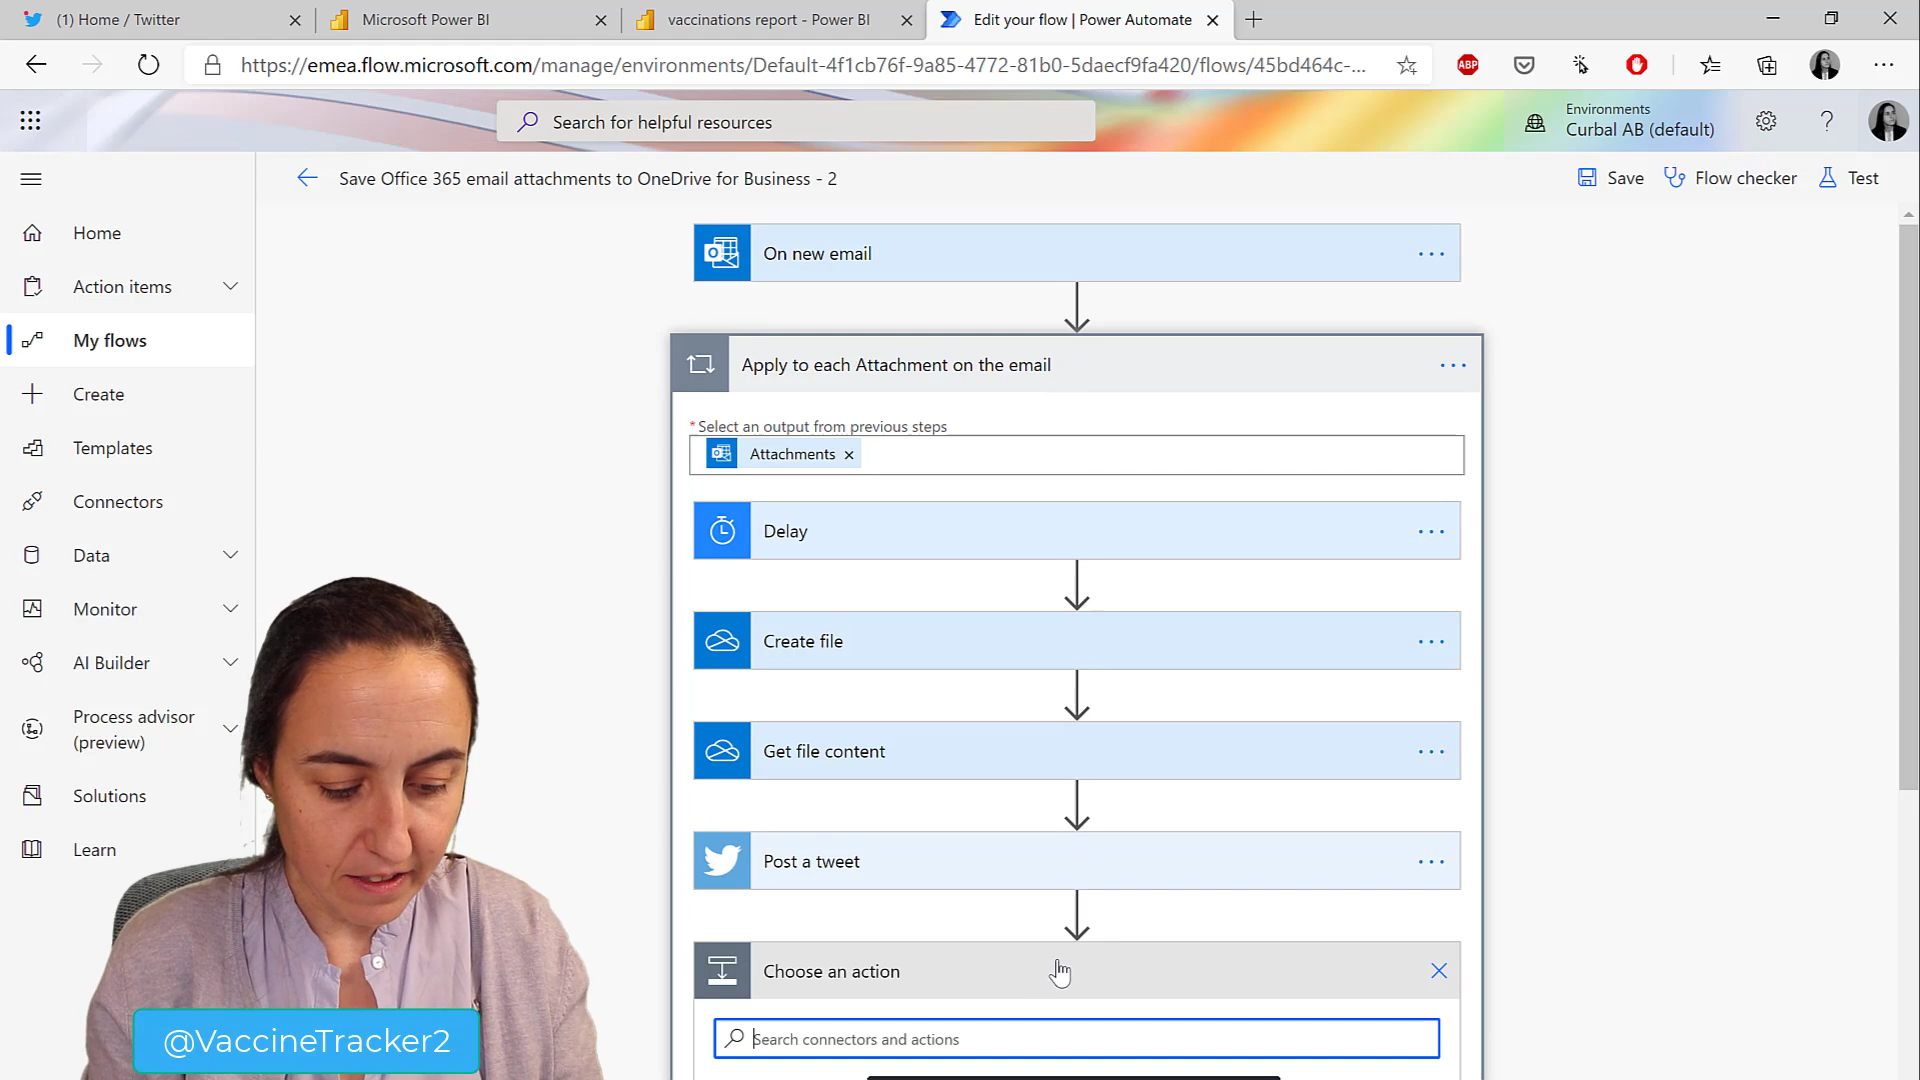 (1) Home / Twitter
Microsoft Power BI
vaccinations report - Power BI
Edit your flow | Power Automate
https://emea.flow.microsoft.com/manage/environments/Default-4f1cb76f-9a85-4772-81b0-5daecf9fa420/flows/45bd464c-...
ABP
Search for helpful resources
Environments
Curbal AB (default)
Save Office 365 email attachments to OneDrive for Business - 2
Save
Flow checker
Test
Home
Action items
My flows
Create
Templates
Connectors
Data
Monitor
AI Builder
Process advisor
(preview)
Solutions
Learn
On new email
Apply to each Attachment on the email
* Select an output from previous steps
Attachments
Delay
Create file
Get file content
Post a tweet
Choose an action
Search connectors and actions
@VaccineTracker2